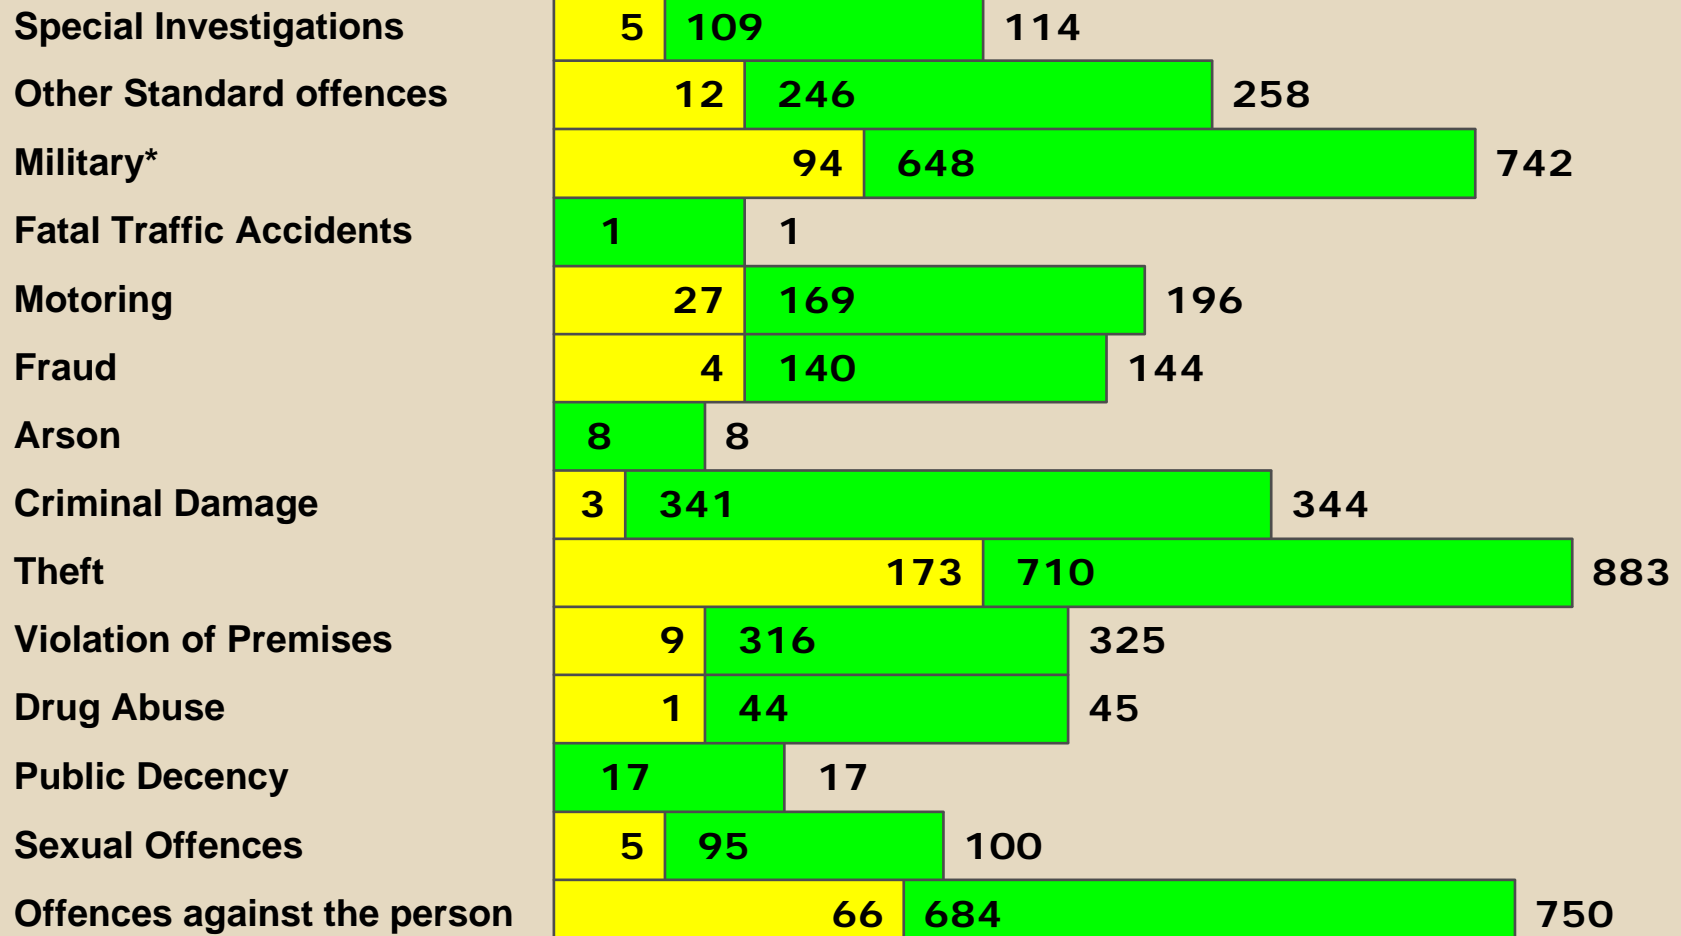 Special Investigations 5 109 114
Other Standard offences 12 246 258
Military* 94 648 742
Fatal Traffic Accidents 1 1
Motoring 27 169 196
Fraud 4 140 144
Arson 8 8
Criminal Damage 3 341 344
Theft 173 710 883
Violation of Premises 9 316 325
Drug Abuse 1 44 45
Public Decency 17 17
Sexual Offences 5 95 100
Offences against the person 66 684 750